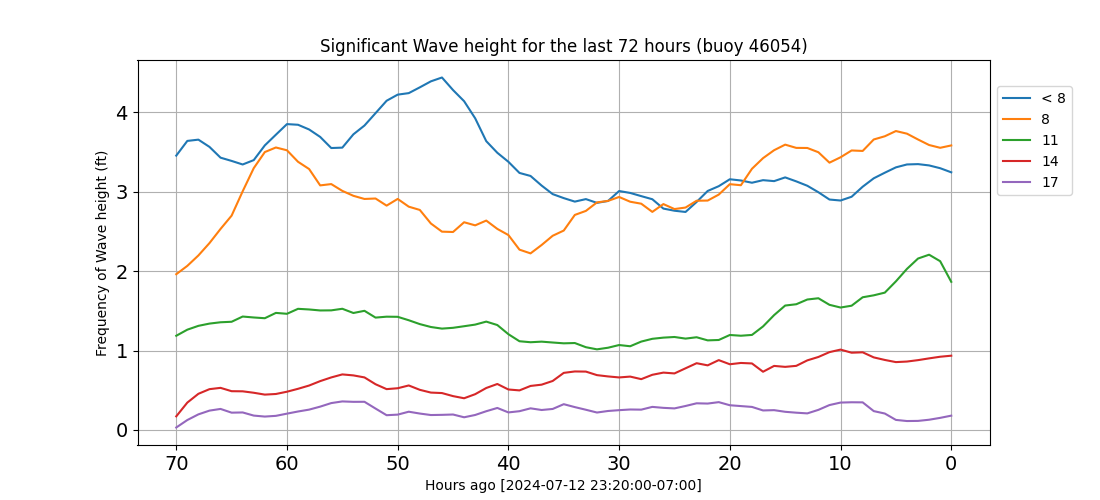 Significant Wave height for the last 72 hours (buoy 46054)
Frequency of Wave height (ft)
4
3
2
1
0
70 60 50 40 30 20 10 0
Hours ago [2024-07-12 23:20:00-07:00]
< 8
8
11
14
17